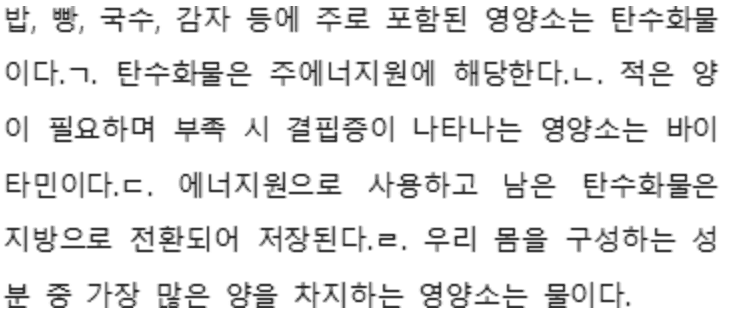 밥, 빵, 국수, 감자 등에 주로 포함된 영양소는 탄수화물
이다.ㄱ. 탄수화물은 주에너지원에 해당한다.ㄴ. 적은 양
이 필요하며 부족 시 결핍증이 나타나는 영양소는 바이
타민이다.ㄷ. 에너지원으로 사용하고 남은 탄수화물은
지방으로 전환되어 저장된다.ㄹ. 우리 몸을 구성하는 성
분 중 가장 많은 양을 차지하는 영양소는 물이다.